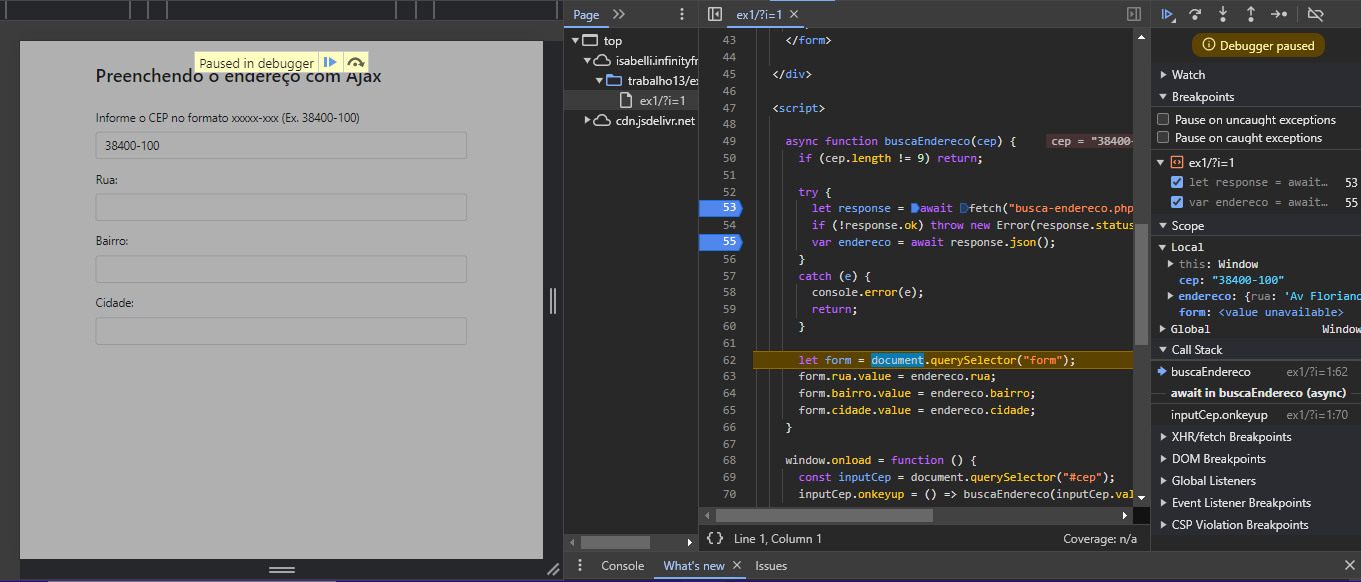 Paused in debugger
Preenchendo o endereço com Ajax
Informe o CEP no formato xxxxx-xxx (Ex. 38400-100)
38400-100
Rua:
Bairro:
Cidade:
Page
top
isabelli.infinityfr
trabalho13/ex
ex1/?i=1
cdn.jsdelivr.net
ex1/?i=1
43 </form>
44
45 </div>
46
47 <script>
48
49 async function buscaEndereco(cep) { cep = "38400-
50 if (cep.length != 9) return;
51
52 try {
53 let response = await fetch("busca-endereco.php
54 if (!response.ok) throw new Error(response.status
55 var endereco = await response.json();
56 }
57 catch (e) {
58 console.error(e);
59 return;
60 }
61
62 let form = document.querySelector("form");
63 form.rua.value = endereco.rua;
64 form.bairro.value = endereco.bairro;
65 form.cidade.value = endereco.cidade;
66 }
67
68 window.onload = function () {
69 const inputCep = document.querySelector("#cep");
70 inputCep.onkeyup = () => buscaEndereco(inputCep.val
{} Line 1, Column 1 Coverage: n/a
Debugger paused
Watch
Breakpoints
Pause on uncaught exceptions
Pause on caught exceptions
ex1/?i=1
let response = await… 53
var endereco = await… 55
Scope
Local
this: Window
cep: "38400-100"
endereco: {rua: 'Av Floriano
form: <value unavailable>
Global Window
Call Stack
buscaEndereco ex1/?i=1:62
await in buscaEndereco (async)
inputCep.onkeyup ex1/?i=1:70
XHR/fetch Breakpoints
DOM Breakpoints
Global Listeners
Event Listener Breakpoints
CSP Violation Breakpoints
Console What's new Issues